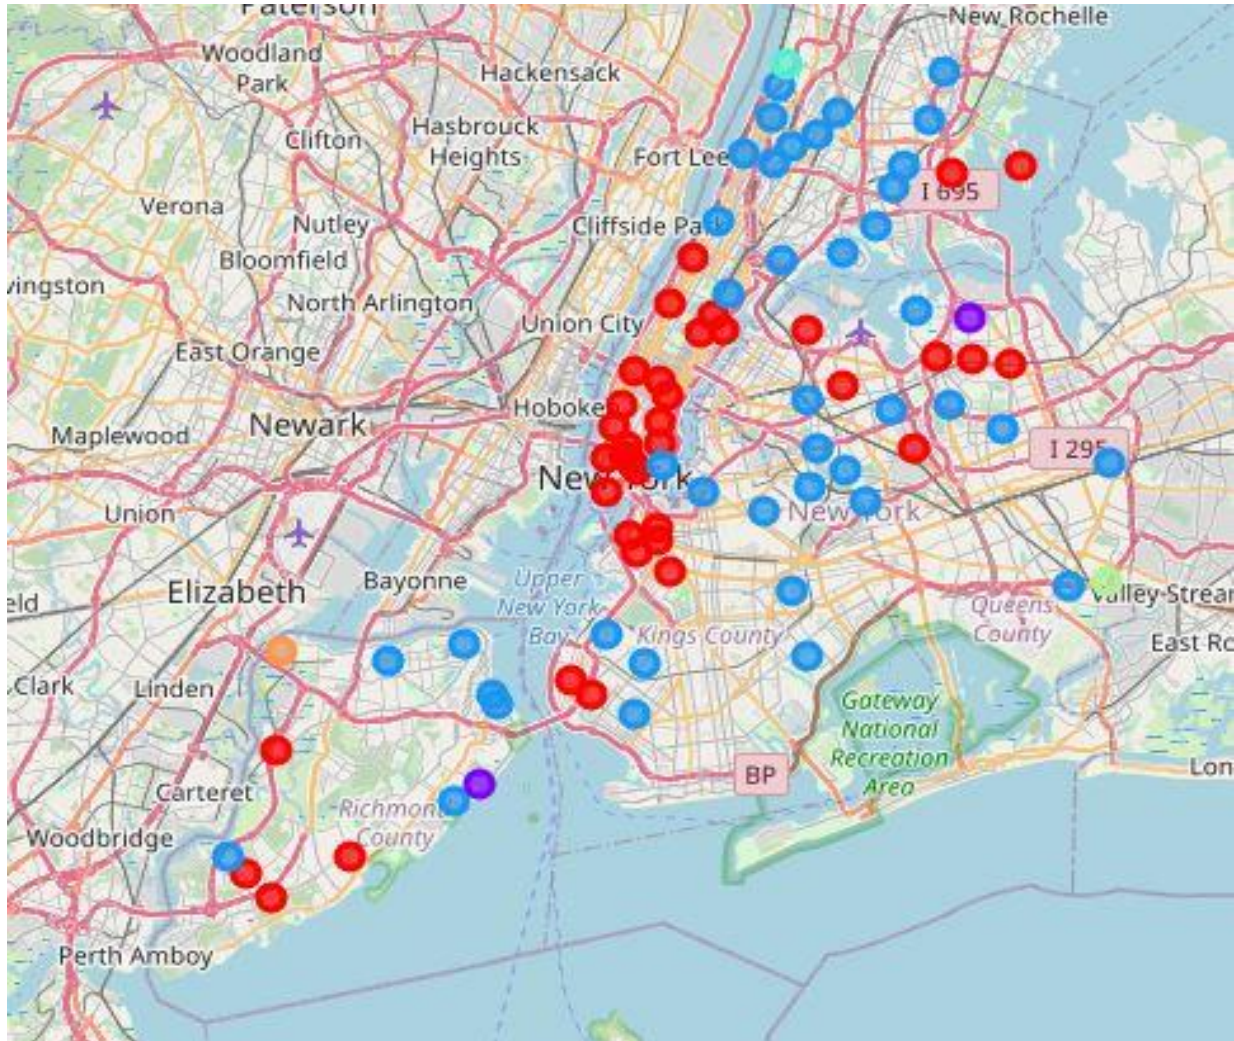 Paterson
New Rochelle
Woodland
Park
Hackensack
Clifton
Hasbrouck
Heights
Fort Lee
I 695
Verona
Nutley
Cliffside Park
Bloomfield
vingston
North Arlington
Union City
East Orange
Hoboke
Newark
Maplewood
I 295
New York
Union
New York
Elizabeth
Bayonne
Upper
New York
Bay
eld
Valley Strear
Queens
County
Kings County
East Ro
Clark
Linden
Gateway
National
Recreation
Area
BP
Lon
Carteret
Richmon
County
Woodbridge
Perth Amboy